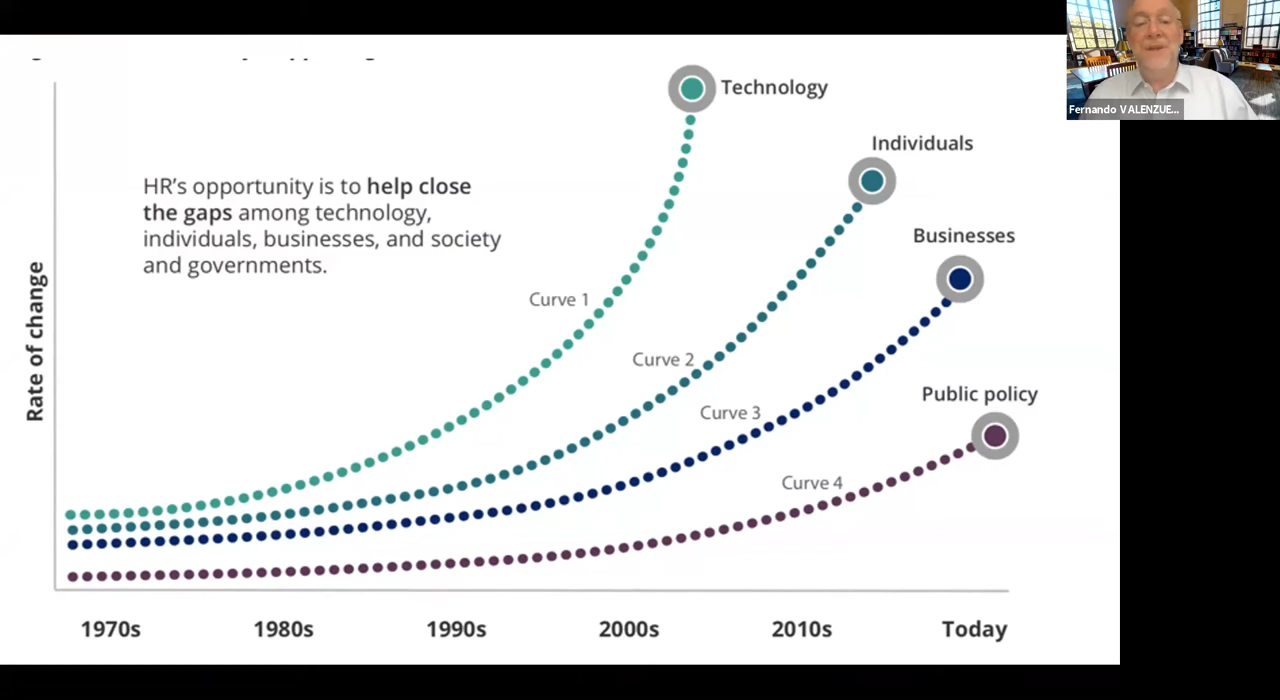 Fernando VALENZUE...
Technology
Individuals
HR's opportunity is to help close
the gaps among technology,
individuals, businesses, and society
and governments.
Businesses
Rate of change
Curve 1
Curve 2
Public policy
Curve 3
Curve 4
1970s 1980s 1990s 2000s 2010s Today